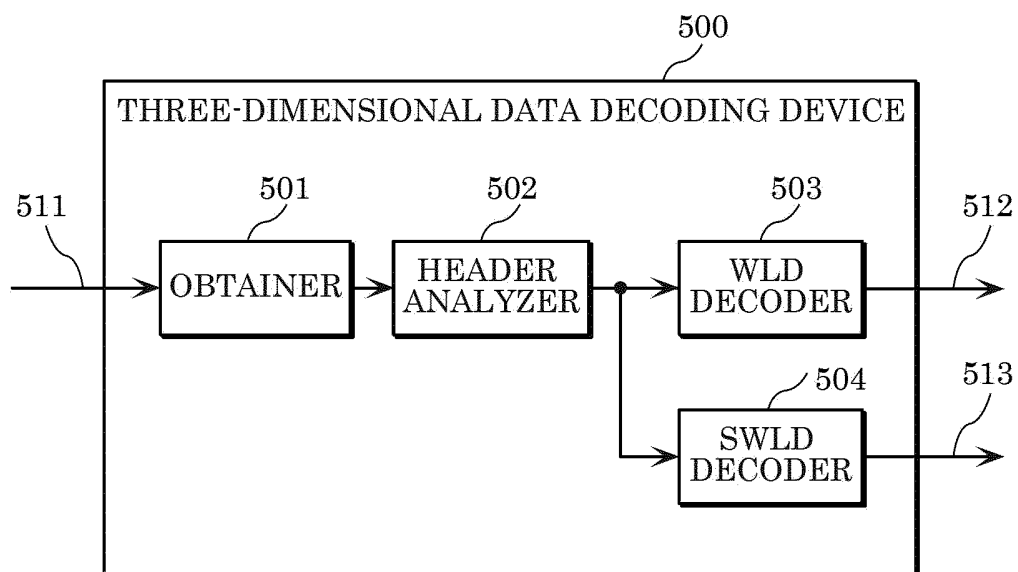 500
THREE-DIMENSIONAL DATA DECODING DEVICE
511
501
502
503
512
OBTAINER
HEADER
ANALYZER
WLD
DECODER
504
513
SWLD
DECODER